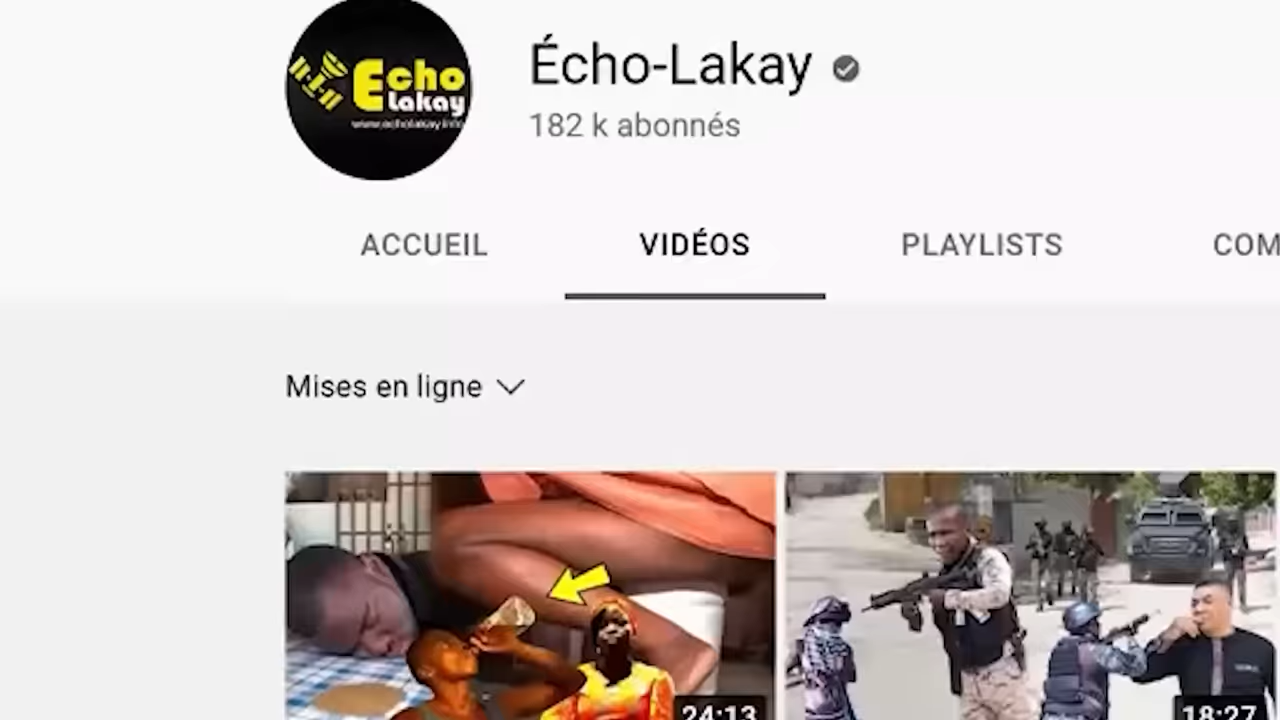 Écho
Lakay
www.echolakay.info
Écho-Lakay
182 k abonnés
ACCUEIL
VIDÉOS
PLAYLISTS
COM
Mises en ligne
24:13
18:27